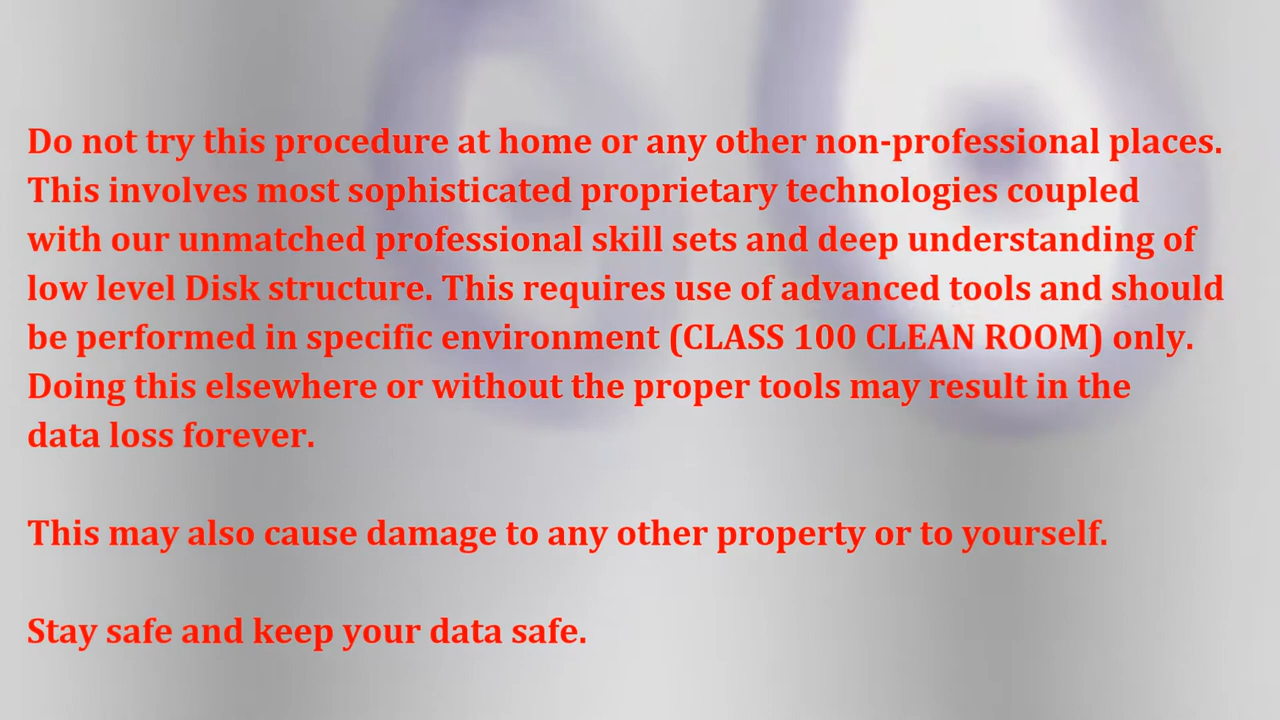 Do not try this procedure at home or any other non-professional places.
This involves most sophisticated proprietary technologies coupled
with our unmatched professional skill sets and deep understanding of
low level Disk structure. This requires use of advanced tools and should
be performed in specific environment (CLASS 100 CLEAN ROOM) only.
Doing this elsewhere or without the proper tools may result in the
data loss forever.
This may also cause damage to any other property or to yourself.
Stay safe and keep your data safe.